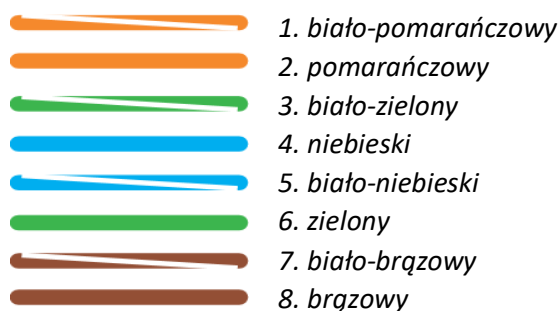 1. biało-pomarańczowy
2. pomarańczowy
3. biało-zielony
4. niebieski
5. biało-niebieski
6. zielony
7. biało-brązowy
8. brązowy